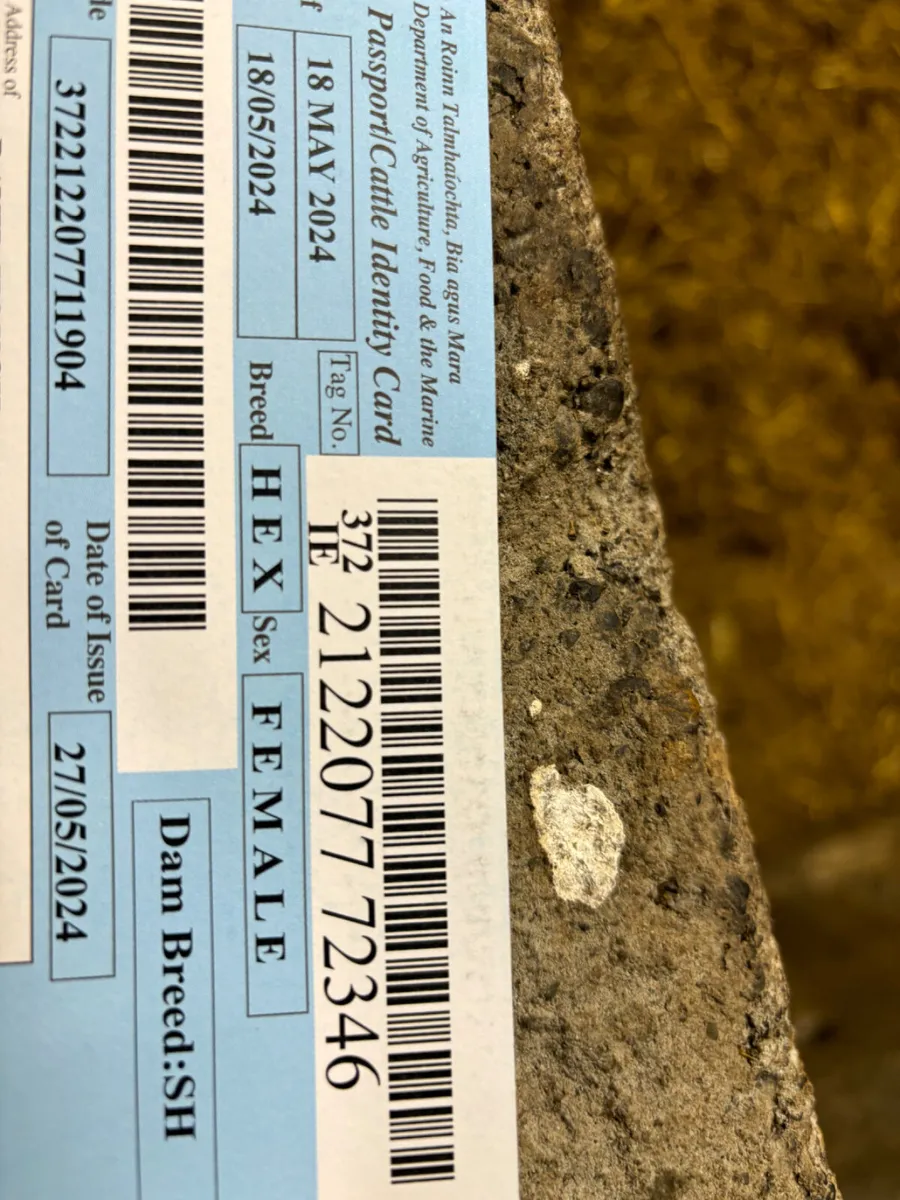 An Roinn Talmhaíochta, Bia agus Mara
Department of Agriculture, Food & the Marine
Passport/Cattle Identity Card
18 MAY 2024
Tag No.
372
IE
2122077 72346
18/05/2024
Breed
HEX
Sex
FEMALE
Dam Breed:SH
372212207711904
Date of Issue
of Card
27/05/2024
Address of